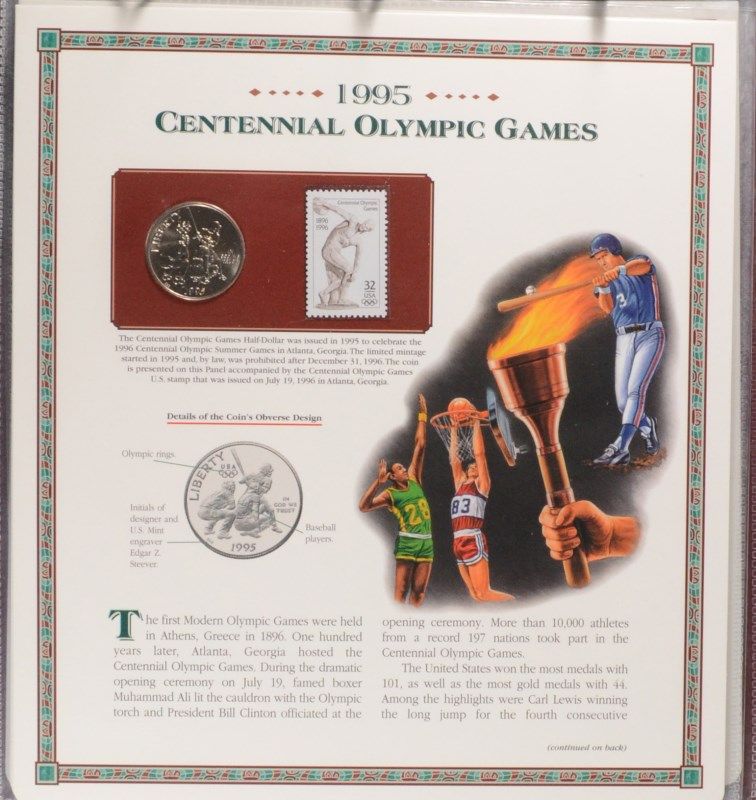 1995
CENTENNIAL OLYMPIC GAMES
Centennial Olympic
Games
1896
1996
32
USA
The Centennial Olympic Games Half-Dollar was issued in 1995 to celebrate the
1996 Centennial Olympic Summer Games in Atlanta, Georgia. The limited mintage
started in 1995 and, by law, was prohibited after December 31, 1996. The coin
is presented on this Panel accompanied by the Centennial Olympic Games
U.S. stamp that was issued on July 19, 1996 in Atlanta, Georgia.
Details of the Coin's Obverse Design
Olympic rings.
Initials of
designer and
U.S. Mint
engraver
Edgar Z.
Steever.
LIBERTY
USA
IN
GOD WE
TRUST
1995
Baseball
players.
3
128
83
The first Modern Olympic Games were held
in Athens, Greece in 1896. One hundred
years later, Atlanta, Georgia hosted the
Centennial Olympic Games. During the dramatic
opening ceremony on July 19, famed boxer
Muhammad Ali lit the cauldron with the Olympic
torch and President Bill Clinton officiated at the
opening ceremony. More than 10,000 athletes
from a record 197 nations took part in the
Centennial Olympic Games.
The United States won the most medals with
101, as well as the most gold medals with 44.
Among the highlights were Carl Lewis winning
the long jump for the fourth consecutive
(continued on back)